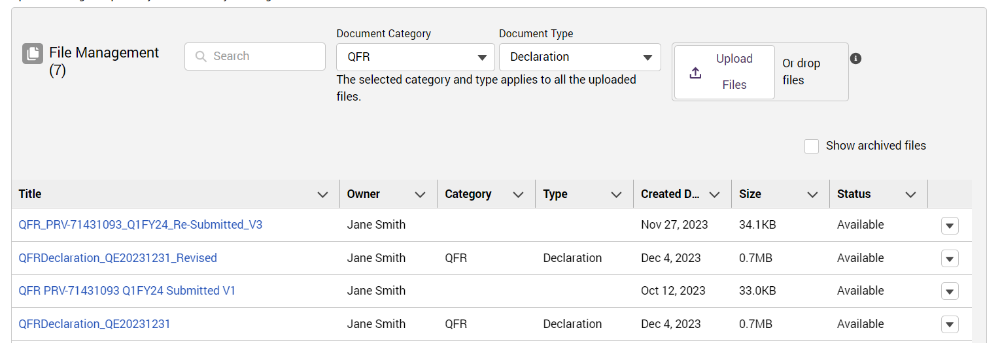 File Management
(7)
Search
Document Category
QFR
Document Type
Declaration
The selected category and type applies to all the uploaded
files.
Upload
Files
Or drop
files
Show archived files
Title Owner Category Type Created D... Size Status
QFR_PRV-71431093_Q1FY24_Re-Submitted_V3 Jane Smith Nov 27, 2023 34.1KB Available
QFRDeclaration_QE20231231_Revised Jane Smith QFR Declaration Dec 4, 2023 0.7MB Available
QFR PRV-71431093 Q1FY24 Submitted V1 Jane Smith Oct 12, 2023 33.0KB Available
QFRDeclaration_QE20231231 Jane Smith QFR Declaration Dec 4, 2023 0.7MB Available